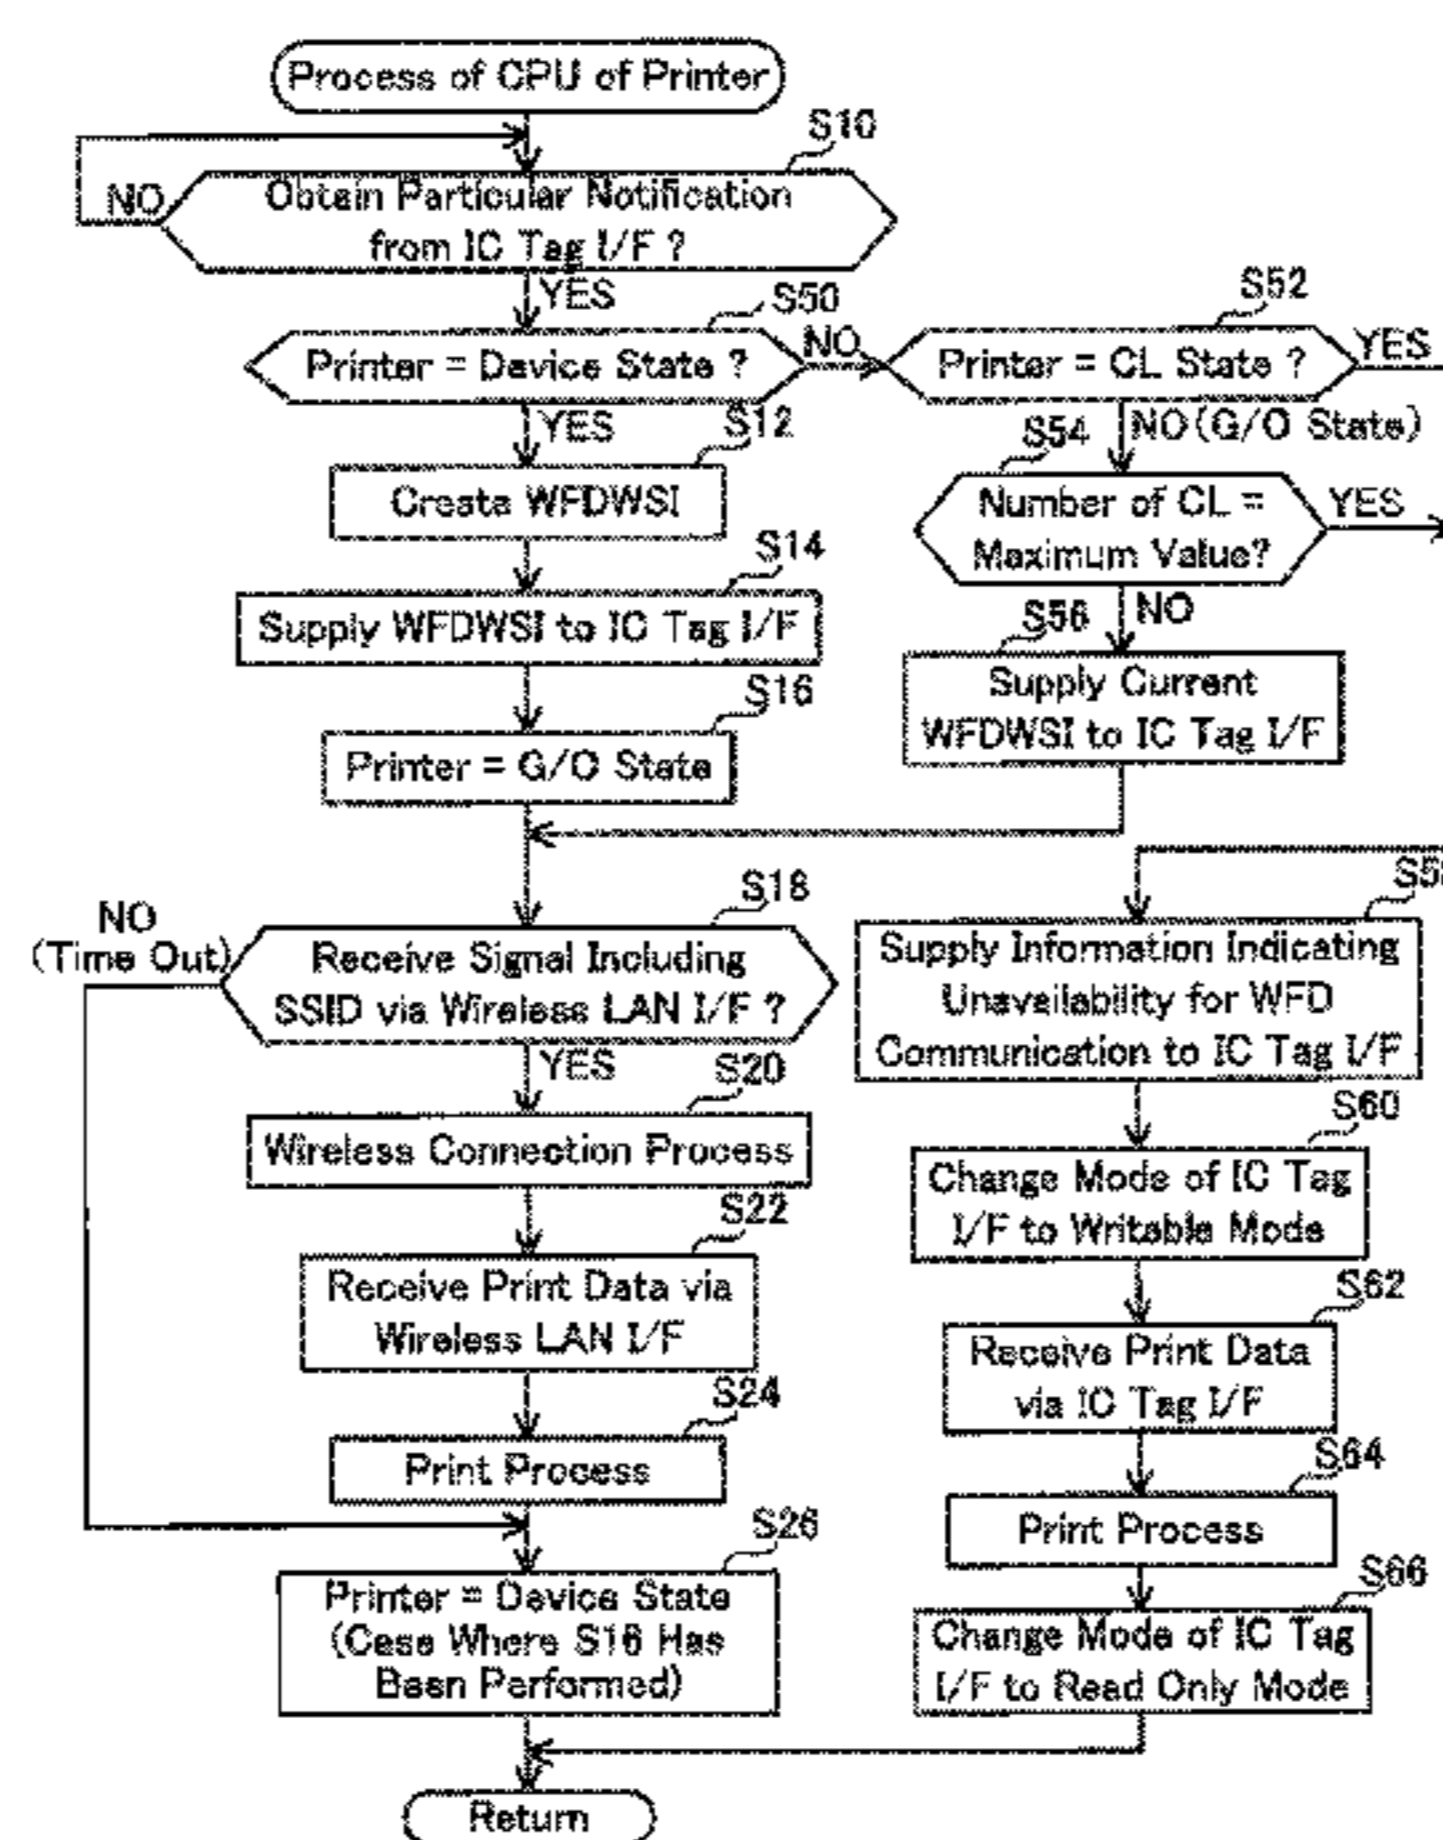 Process of CPU of Printer
S10
NO
Obtain Particular Notification
from IC Tag I/F ?
YES
S50
Printer = Device State ?
NO
S52
Printer = CL State ?
YES
YES
S12
Create WFDWSI
NO(G/O State)
S54
Number of CL =
Maximum Value?
YES
S14
Supply WFDWSI to IC Tag I/F
NO
S56
Supply Current
WFDWSI to IC Tag I/F
S16
Printer = G/O State
S18
NO
(Time Out)
Receive Signal Including
SSID via Wireless LAN I/F ?
YES
S20
Wireless Connection Process
S22
Receive Print Data via
Wireless LAN I/F
S24
Print Process
S26
Printer = Device State
(Case Where S16 Has
Been Performed)
Supply Information Indicating
Unavailability for WFD
Communication to IC Tag I/F
S60
Change Mode of IC Tag
I/F to Writable Mode
S62
Receive Print Data
via IC Tag I/F
S64
Print Process
S66
Change Mode of IC Tag
I/F to Read Only Mode
Return